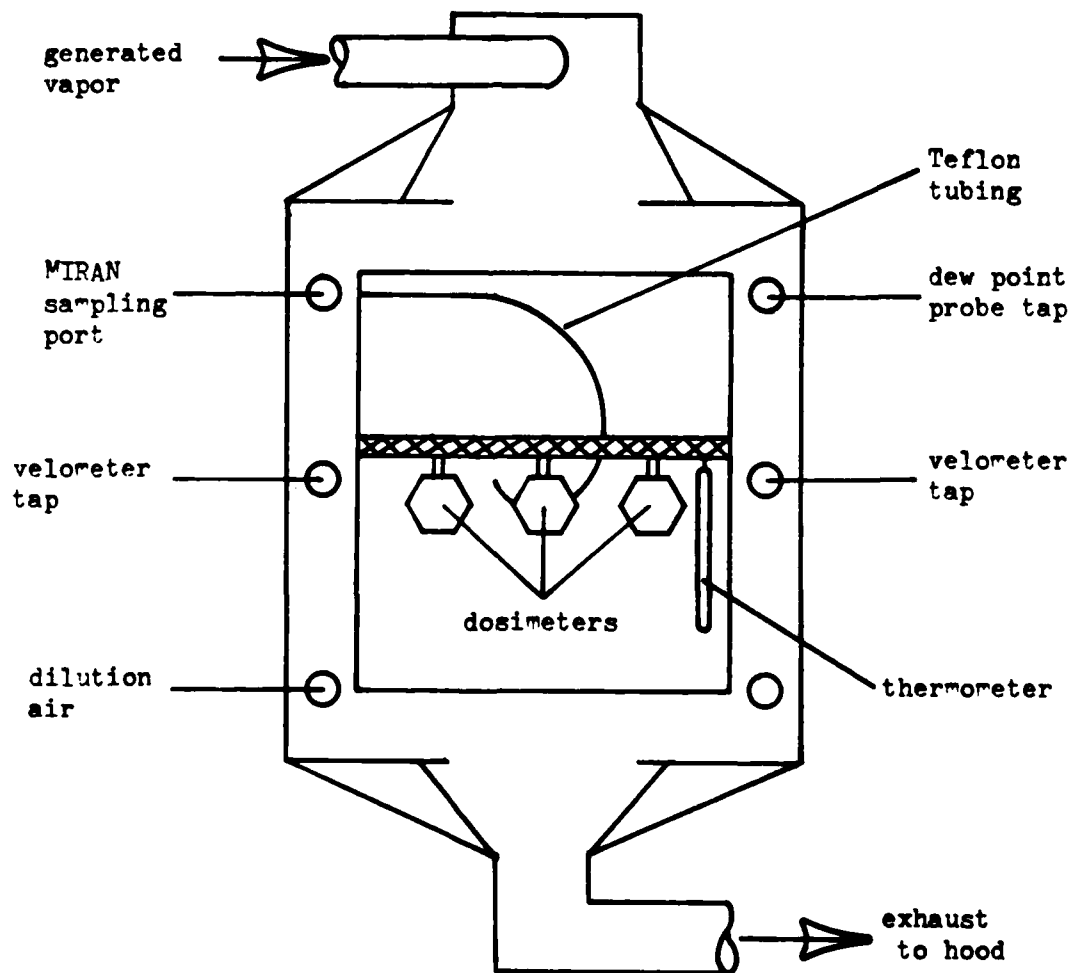 generated
vapor
Teflon
tubing
MIRAN
sampling
port
dew point
probe tap
velometer
tap
velometer
tap
dosimeters
dilution
air
thermometer
exhaust
to hood